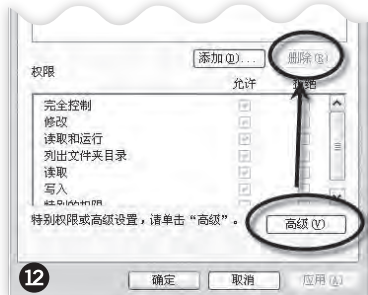 添加(D)... 删除(R)
权限
允许 拒绝
完全控制
修改
读取和运行
列出文件夹目录
读取
写入
特别的权限
特别权限或高级设置，请单击“高级”。 高级(V)
12 确定 取消 应用(A)